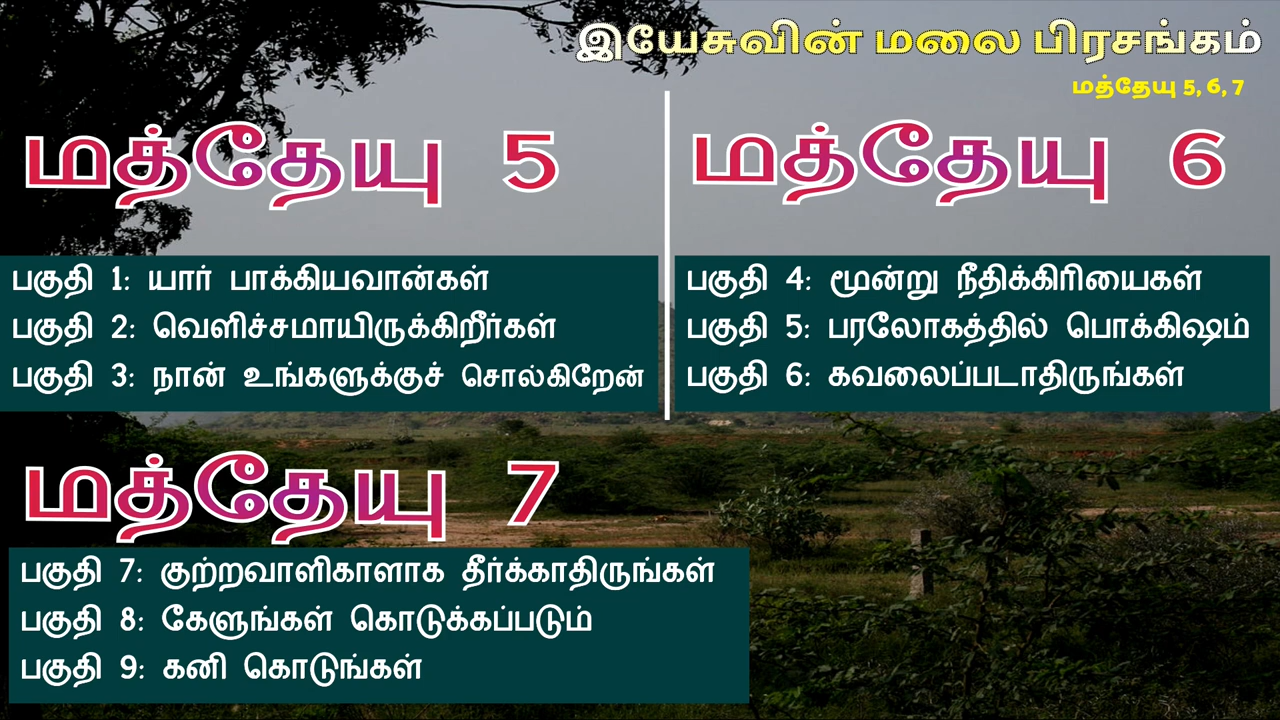 இயேசுவின் மலை பிரசங்கம்
மத்தேயு 5, 6, 7
மத்தேயு 5
பகுதி 1: யார் பாக்கியவான்கள்
பகுதி 2: வெளிச்சமாயிருக்கிறீர்கள்
பகுதி 3: நான் உங்களுக்குச் சொல்கிறேன்
மத்தேயு 6
பகுதி 4: மூன்று நீதிக்கிரியைகள்
பகுதி 5: பரலோகத்தில் பொக்கிஷம்
பகுதி 6: கவலைப்படாதிருங்கள்
மத்தேயு 7
பகுதி 7: குற்றவாளிகாளாக தீர்க்காதிருங்கள்
பகுதி 8: கேளுங்கள் கொடுக்கப்படும்
பகுதி 9: கனி கொடுங்கள்